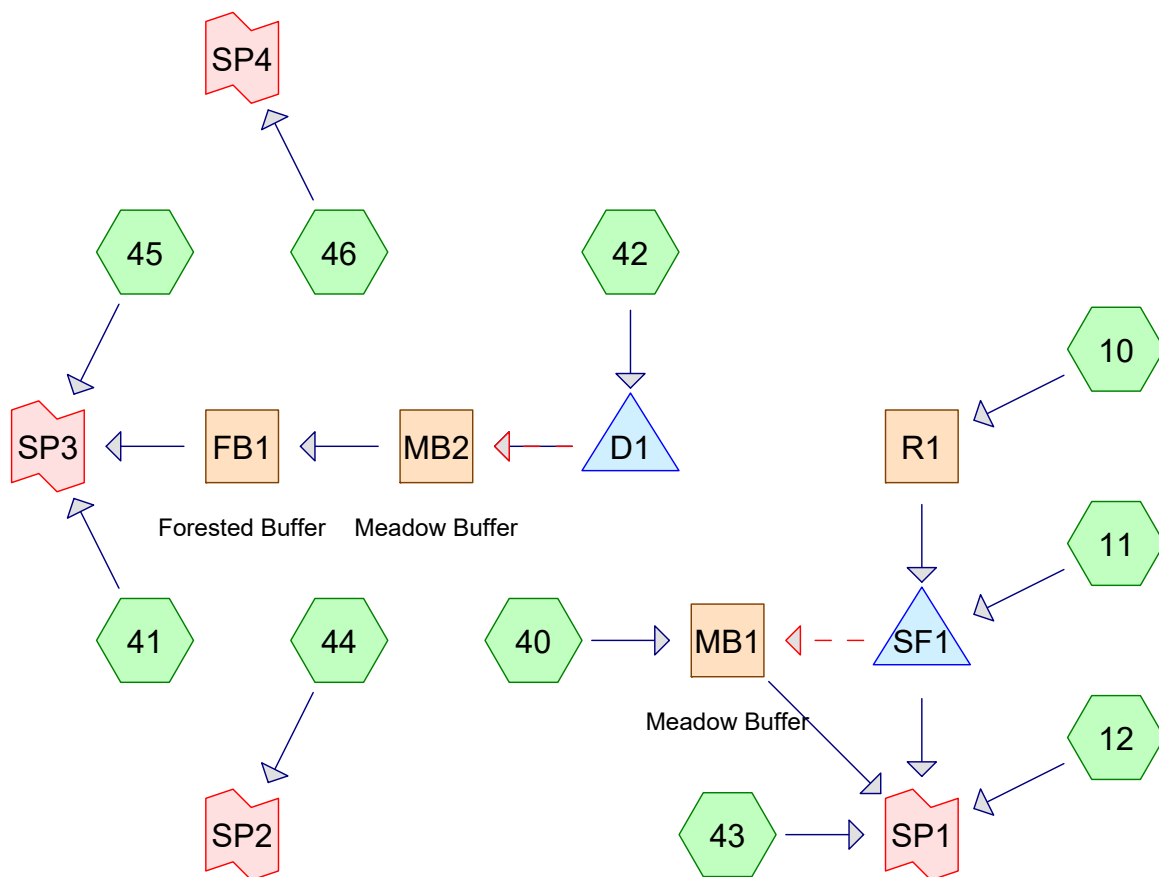 SP4
45
46
42
10
SP3
FB1
MB2
D1
R1
Forested Buffer
Meadow Buffer
11
41
44
40
MB1
SF1
Meadow Buffer
12
SP2
43
SP1